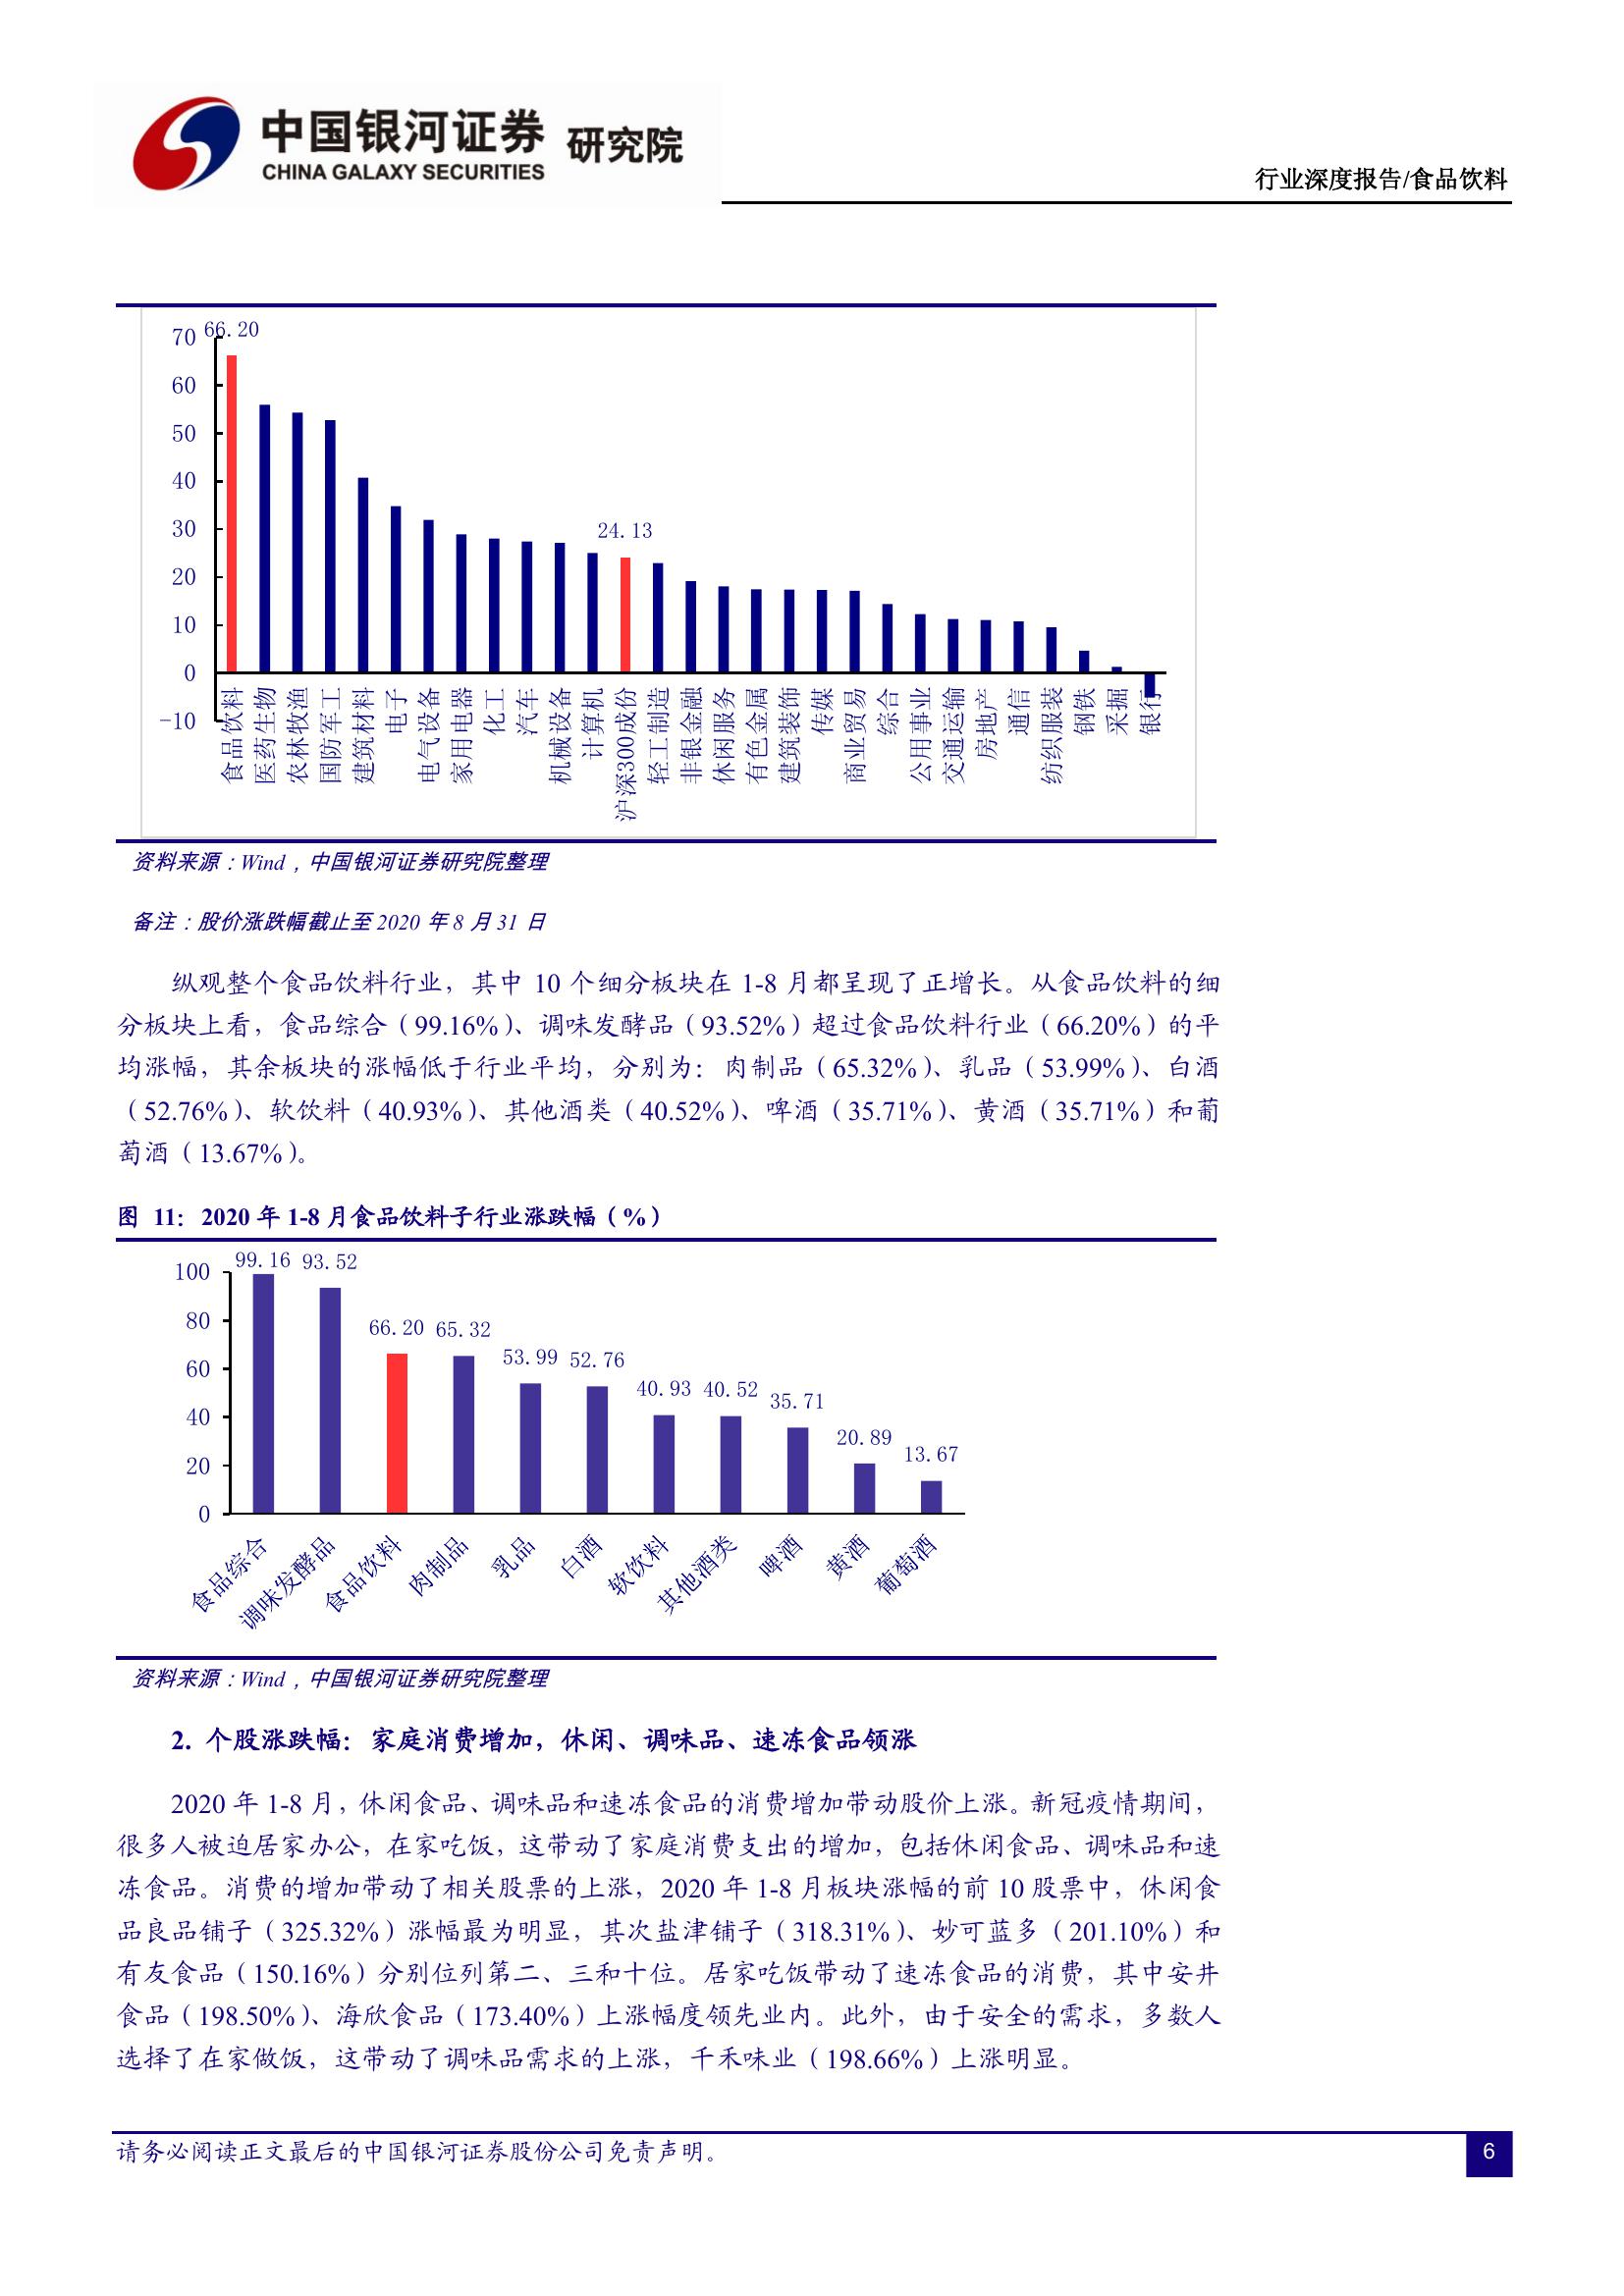 中国银河证券 研究院
CHINA GALAXY SECURITIES
行业深度报告/食品饮料
70
60
50
40
30
20
10
0
-10
66.20
24.13
食品饮料
医药生物
农林牧渔
国防军工
建筑材料
电子
电气设备
家用电器
化工
汽车
机械设备
计算机
沪深300成份
轻工制造
非银金融
休闲服务
有色金属
建筑装饰
传媒
商业贸易
综合
公用事业
交通运输
房地产
通信
纺织服装
钢铁
采掘
银行
资料来源：Wind，中国银河证券研究院整理
备注：股价涨跌幅截止至 2020 年 8 月 31 日
纵观整个食品饮料行业，其中 10 个细分板块在 1-8 月都呈现了正增长。从食品饮料的细
分板块上看，食品综合（99.16%）、调味发酵品（93.52%）超过食品饮料行业（66.20%）的平
均涨幅，其余板块的涨幅低于行业平均，分别为：肉制品（65.32%）、乳品（53.99%）、白酒
（52.76%）、软饮料（40.93%）、其他酒类（40.52%）、啤酒（35.71%）、黄酒（35.71%）和葡
萄酒（13.67%）。
图 11：2020 年 1-8 月食品饮料子行业涨跌幅（%）
100
80
60
40
20
0
99.16
93.52
66.20
65.32
53.99
52.76
40.93
40.52
35.71
20.89
13.67
食品综合
调味发酵品
食品饮料
肉制品
乳品
白酒
软饮料
其他酒类
啤酒
黄酒
葡萄酒
资料来源：Wind，中国银河证券研究院整理
2. 个股涨跌幅：家庭消费增加，休闲、调味品、速冻食品领涨
2020 年 1-8 月，休闲食品、调味品和速冻食品的消费增加带动股价上涨。新冠疫情期间，
很多人被迫居家办公，在家吃饭，这带动了家庭消费支出的增加，包括休闲食品、调味品和速
冻食品。消费的增加带动了相关股票的上涨，2020 年 1-8 月板块涨幅的前 10 股票中，休闲食
品良品铺子（325.32%）涨幅最为明显，其次盐津铺子（318.31%）、妙可蓝多（201.10%）和
有友食品（150.16%）分别位列第二、三和十位。居家吃饭带动了速冻食品的消费，其中安井
食品（198.50%）、海欣食品（173.40%）上涨幅度领先业内。此外，由于安全的需求，多数人
选择了在家做饭，这带动了调味品需求的上涨，千禾味业（198.66%）上涨明显。
请务必阅读正文最后的中国银河证券股份公司免责声明。
6